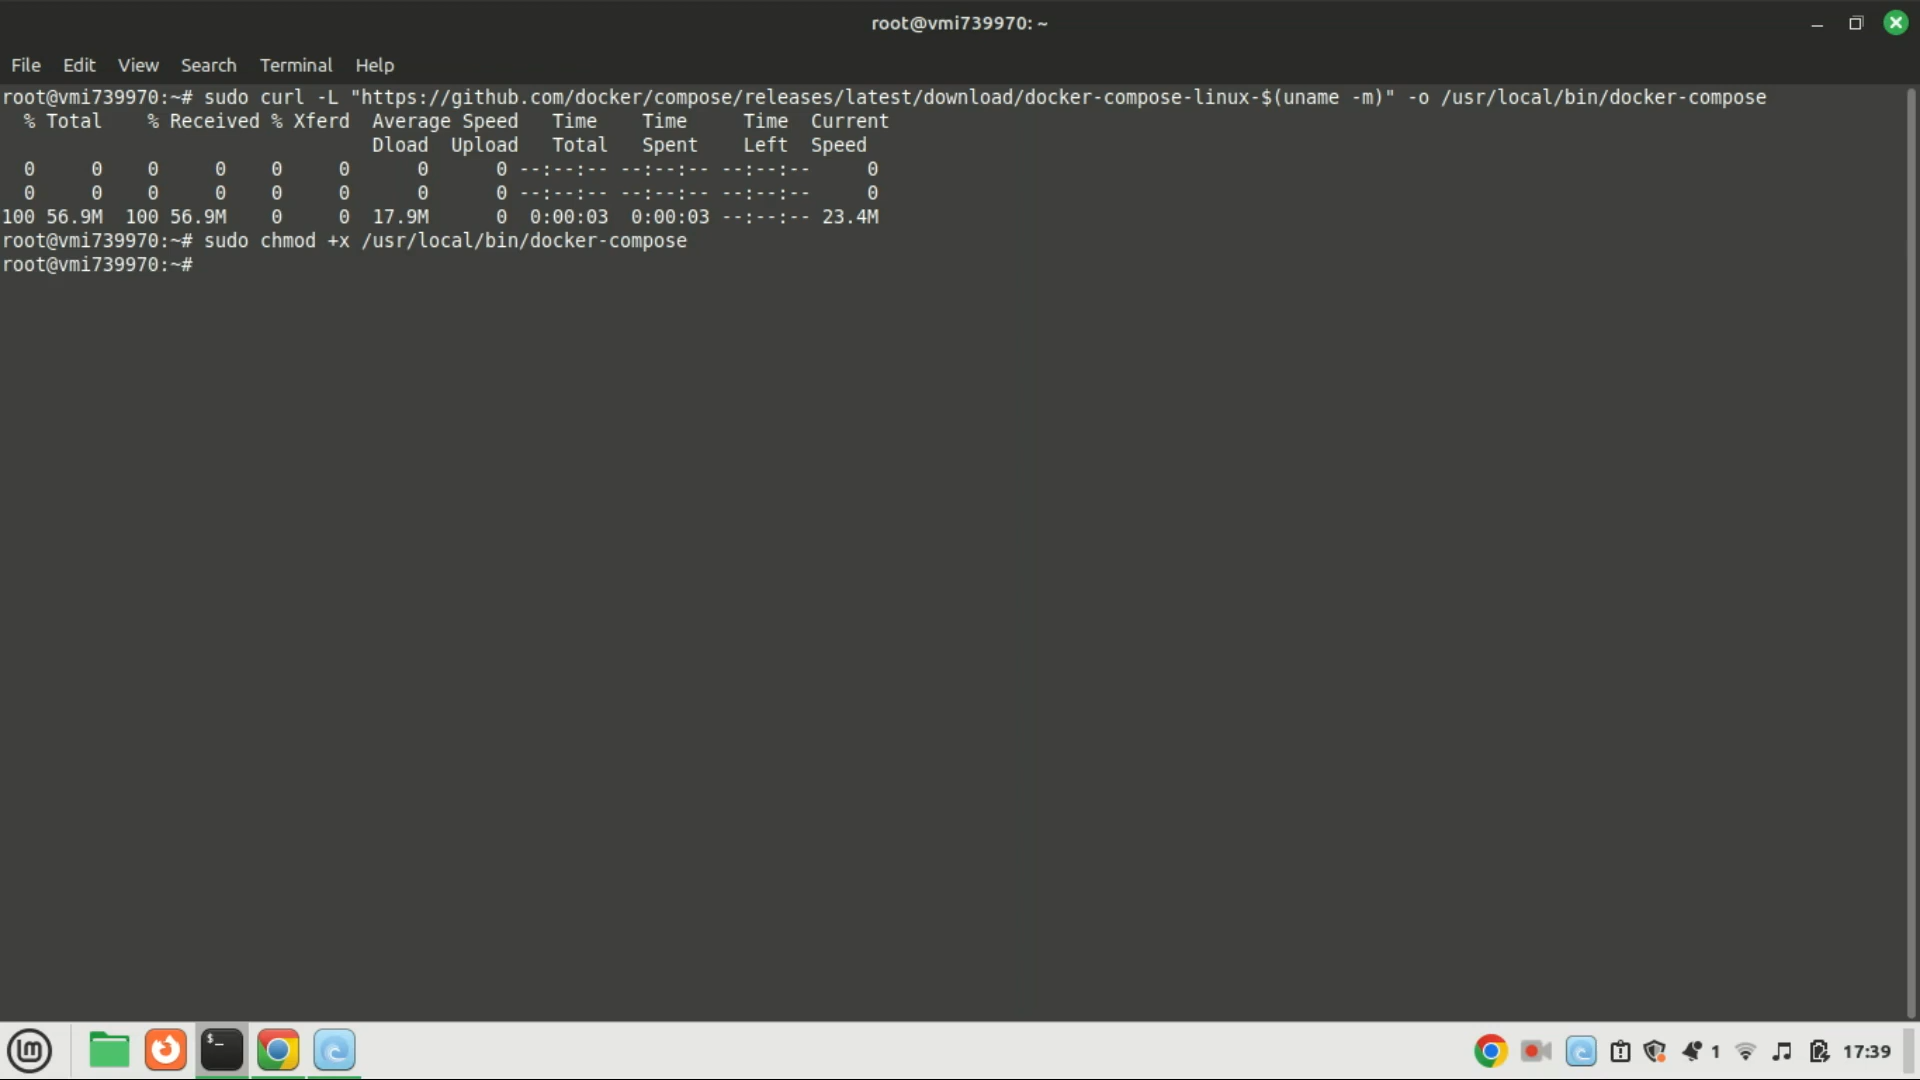 root@vmi739970: ~
File Edit View Search Terminal Help
root@vmi739970:~# sudo curl -L "https://github.com/docker/compose/releases/latest/download/docker-compose-linux-$(uname -m)" -o /usr/local/bin/docker-compose
  % Total    % Received % Xferd  Average Speed   Time    Time     Time  Current
                                 Dload  Upload   Total   Spent    Left  Speed
  0     0    0     0    0     0      0      0 --:--:-- --:--:-- --:--:--     0
  0     0    0     0    0     0      0      0 --:--:-- --:--:-- --:--:--     0
100 56.9M  100 56.9M    0     0  17.9M      0  0:00:03  0:00:03 --:--:-- 23.4M
root@vmi739970:~# sudo chmod +x /usr/local/bin/docker-compose
root@vmi739970:~#
$_
1 17:39